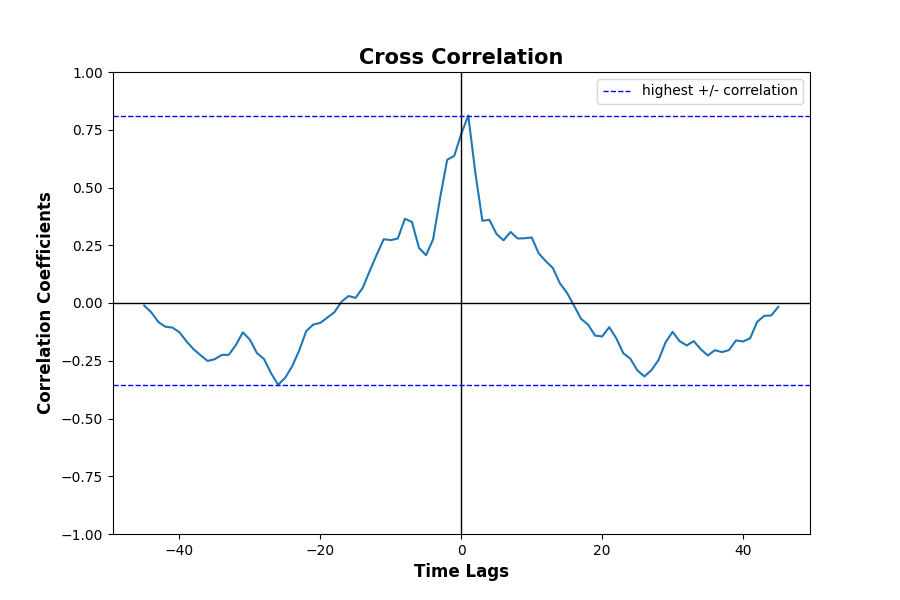 Cross Correlation
highest +/- correlation
1.00
0.75
0.50
0.25
0.00
−0.25
−0.50
−0.75
−1.00
Correlation Coefficients
−40 −20 0 20 40
Time Lags